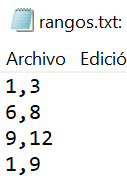 rangos.txt:
Archivo Edició
1,3
6,8
9,12
1,9